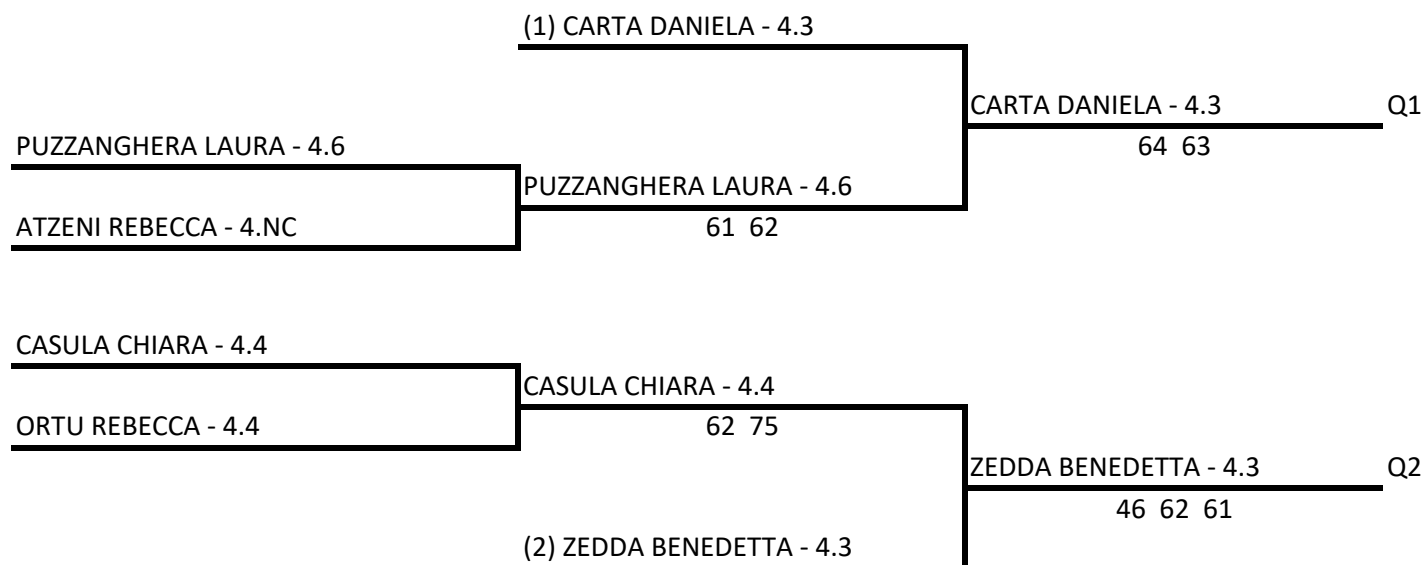 (1) CARTA DANIELA - 4.3
CARTA DANIELA - 4.3 Q1
PUZZANGHERA LAURA - 4.6
64 63
PUZZANGHERA LAURA - 4.6
ATZENI REBECCA - 4.NC
61 62
CASULA CHIARA - 4.4
CASULA CHIARA - 4.4
ORTU REBECCA - 4.4
62 75
ZEDDA BENEDETTA - 4.3 Q2
46 62 61
(2) ZEDDA BENEDETTA - 4.3